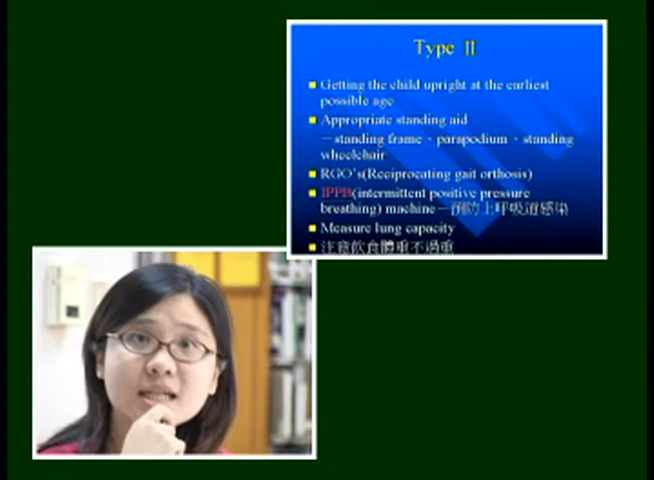 Type II
■ Getting the child upright at the earliest
possible age
■ Appropriate standing aid
－standing frame、parapodium、standing
wheelchair
■ RGO's(Reciprocating gait orthosis)
■ IPPB(intermittent positive pressure
breathing) machine－預防上呼吸道感染
■ Measure lung capacity
■ 注意飲食體重不過重